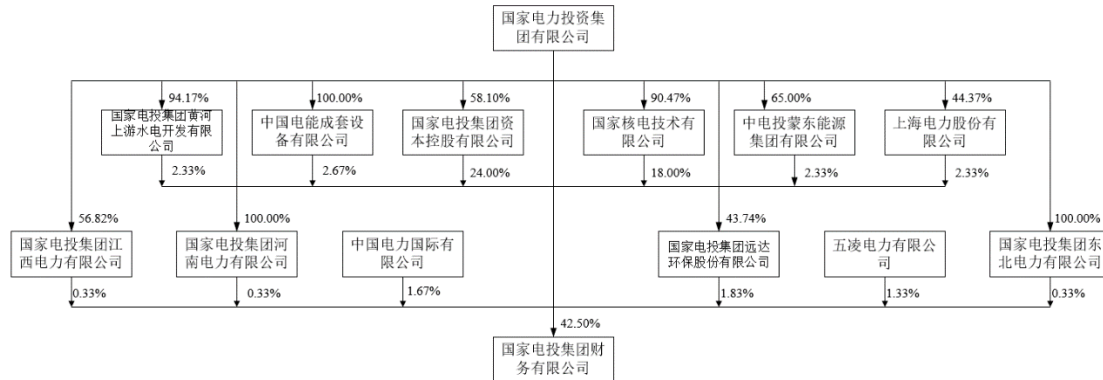 国家电力投资集
团有限公司
94.17%
100.00%
58.10%
90.47%
65.00%
44.37%
国家电投集团黄河
上游水电开发有限
公司
中国电能成套设
备有限公司
国家电投集团资
本控股有限公司
国家核电技术有
限公司
中电投蒙东能源
集团有限公司
上海电力股份有
限公司
2.33%
2.67%
24.00%
18.00%
2.33%
2.33%
56.82%
100.00%
43.74%
100.00%
国家电投集团江
西电力有限公司
国家电投集团河
南电力有限公司
中国电力国际有
限公司
国家电投集团远达
环保股份有限公司
五凌电力有限公
司
国家电投集团东
北电力有限公司
0.33%
0.33%
1.67%
1.83%
1.33%
0.33%
42.50%
国家电投集团财
务有限公司